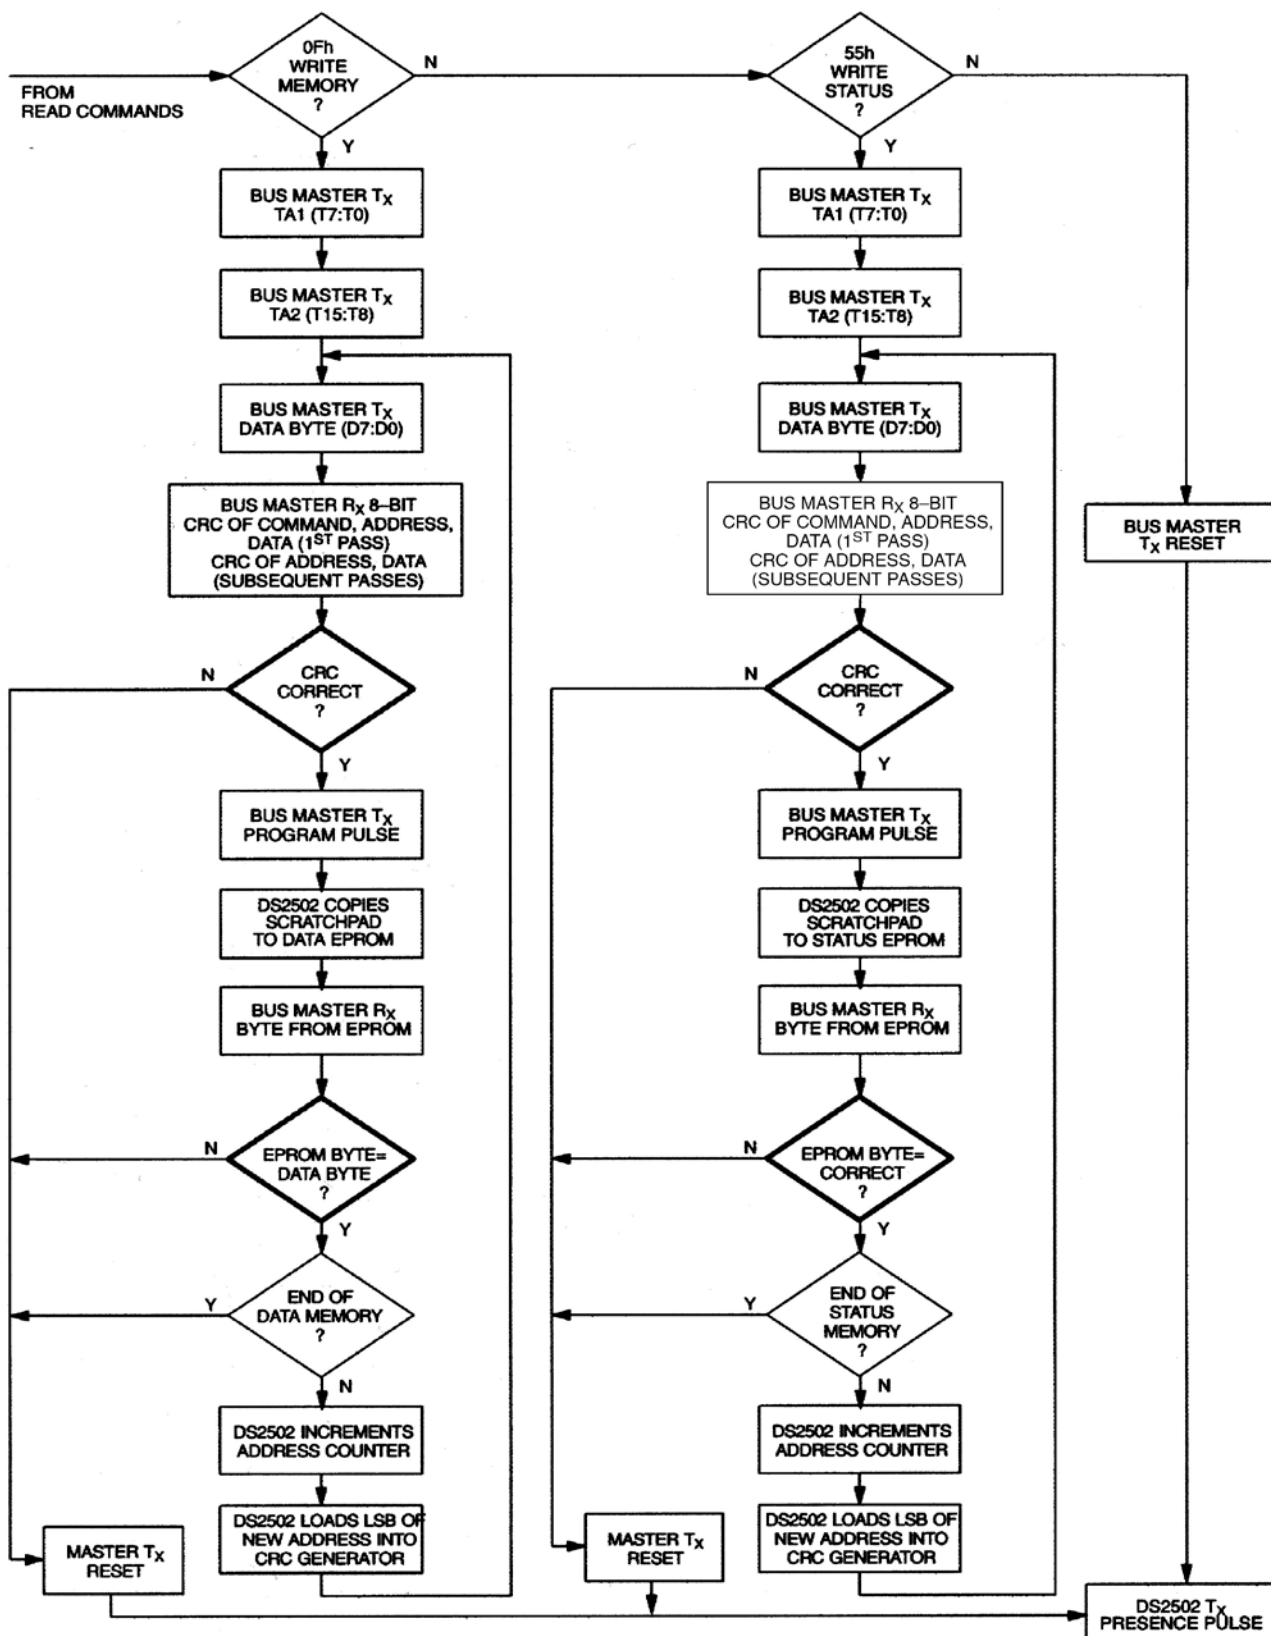 FROM
READ COMMANDS
0Fh
WRITE
MEMORY
?
N
Y
BUS MASTER TX
TA1 (T7:T0)
BUS MASTER TX
TA2 (T15:T8)
BUS MASTER TX
DATA BYTE (D7:D0)
BUS MASTER RX 8–BIT
CRC OF COMMAND, ADDRESS,
DATA (1ST PASS)
CRC OF ADDRESS, DATA
(SUBSEQUENT PASSES)
CRC
CORRECT
?
N
Y
BUS MASTER TX
PROGRAM PULSE
DS2502 COPIES
SCRATCHPAD
TO DATA EPROM
BUS MASTER RX
BYTE FROM EPROM
EPROM BYTE=
DATA BYTE
?
N
Y
END OF
DATA MEMORY
?
Y
N
DS2502 INCREMENTS
ADDRESS COUNTER
DS2502 LOADS LSB OF
NEW ADDRESS INTO
CRC GENERATOR
MASTER TX
RESET
55h
WRITE
STATUS
?
N
Y
BUS MASTER TX
TA1 (T7:T0)
BUS MASTER TX
TA2 (T15:T8)
BUS MASTER TX
DATA BYTE (D7:D0)
BUS MASTER RX 8–BIT
CRC OF COMMAND, ADDRESS,
DATA (1ST PASS)
CRC OF ADDRESS, DATA
(SUBSEQUENT PASSES)
CRC
CORRECT
?
N
Y
BUS MASTER TX
PROGRAM PULSE
DS2502 COPIES
SCRATCHPAD
TO STATUS EPROM
BUS MASTER RX
BYTE FROM EPROM
EPROM BYTE=
CORRECT
?
N
Y
END OF
STATUS
MEMORY
?
Y
N
DS2502 INCREMENTS
ADDRESS COUNTER
DS2502 LOADS LSB OF
NEW ADDRESS INTO
CRC GENERATOR
MASTER TX
RESET
BUS MASTER
TX RESET
DS2502 TX
PRESENCE PULSE